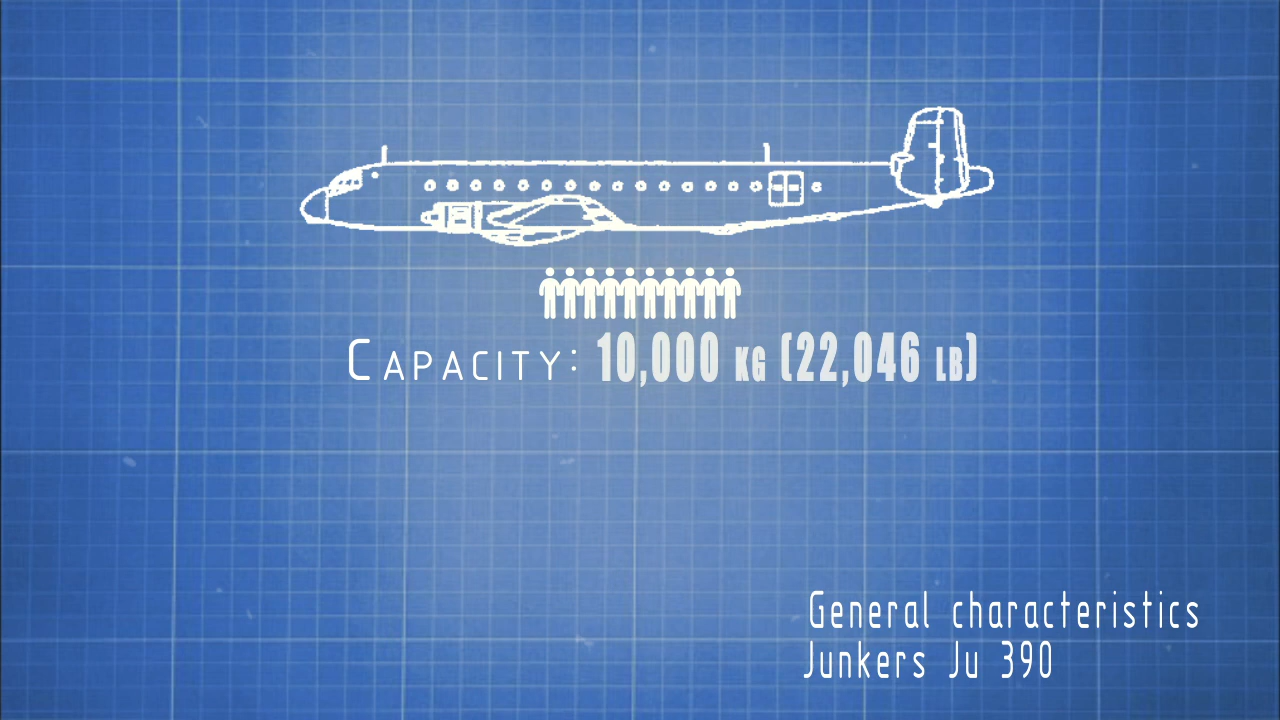 Capacity: 10,000 kg (22,046 lb)
General characteristics
Junkers Ju 390